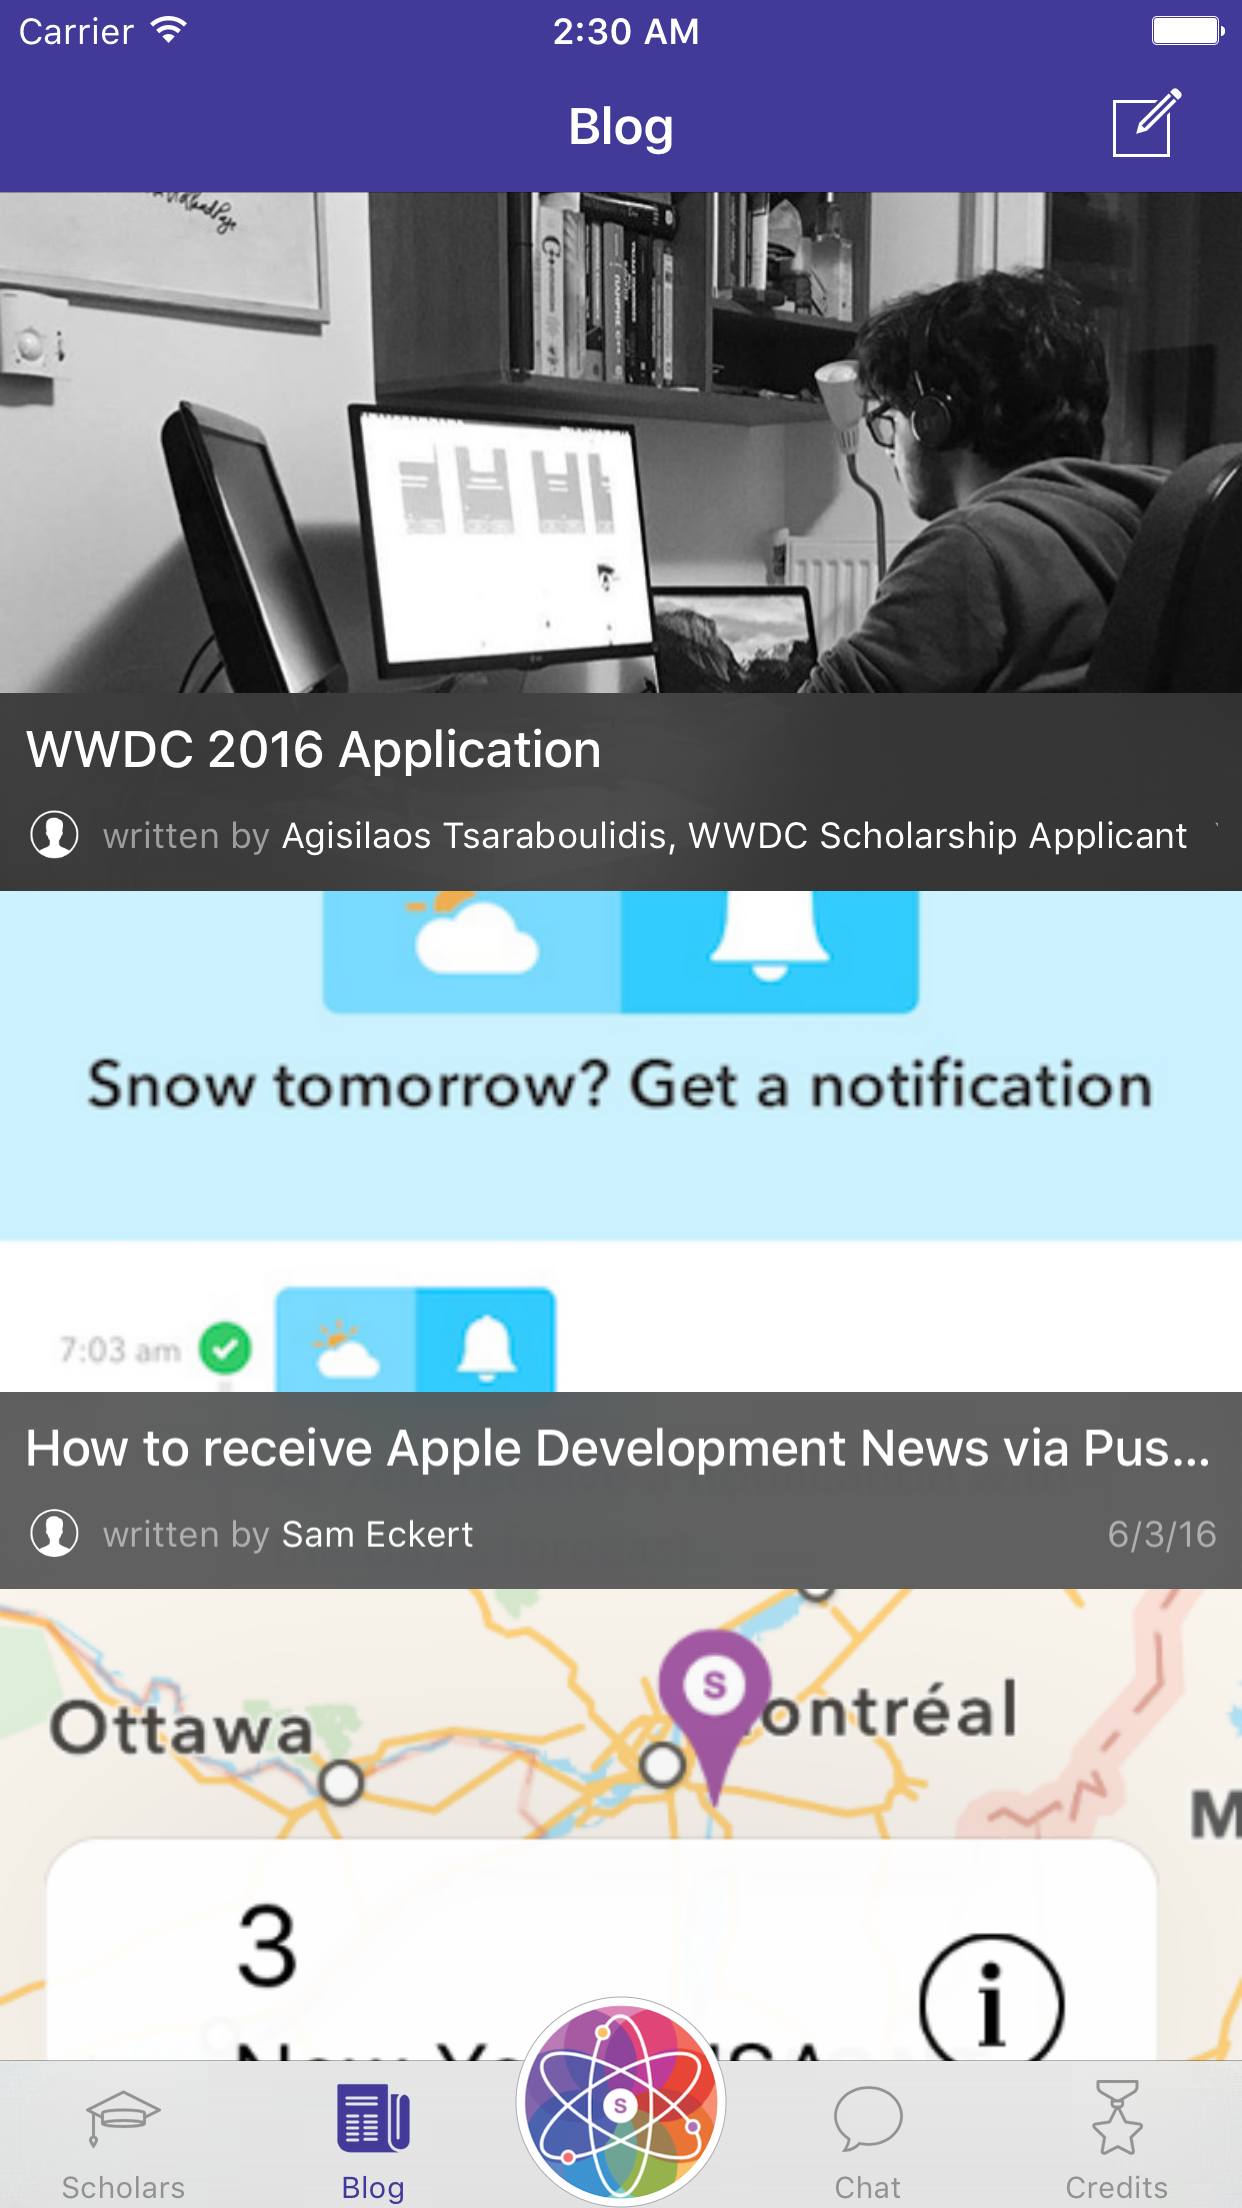 Carrier
2:30 AM
Blog
WWDC 2016 Application
written by Agisilaos Tsaraboulidis, WWDC Scholarship Applicant
Snow tomorrow? Get a notification
7:03 am
How to receive Apple Development News via Pus...
written by Sam Eckert
6/3/16
S
Ottawa
ontréal
M
3
i
S
Scholars
Blog
Chat
Credits